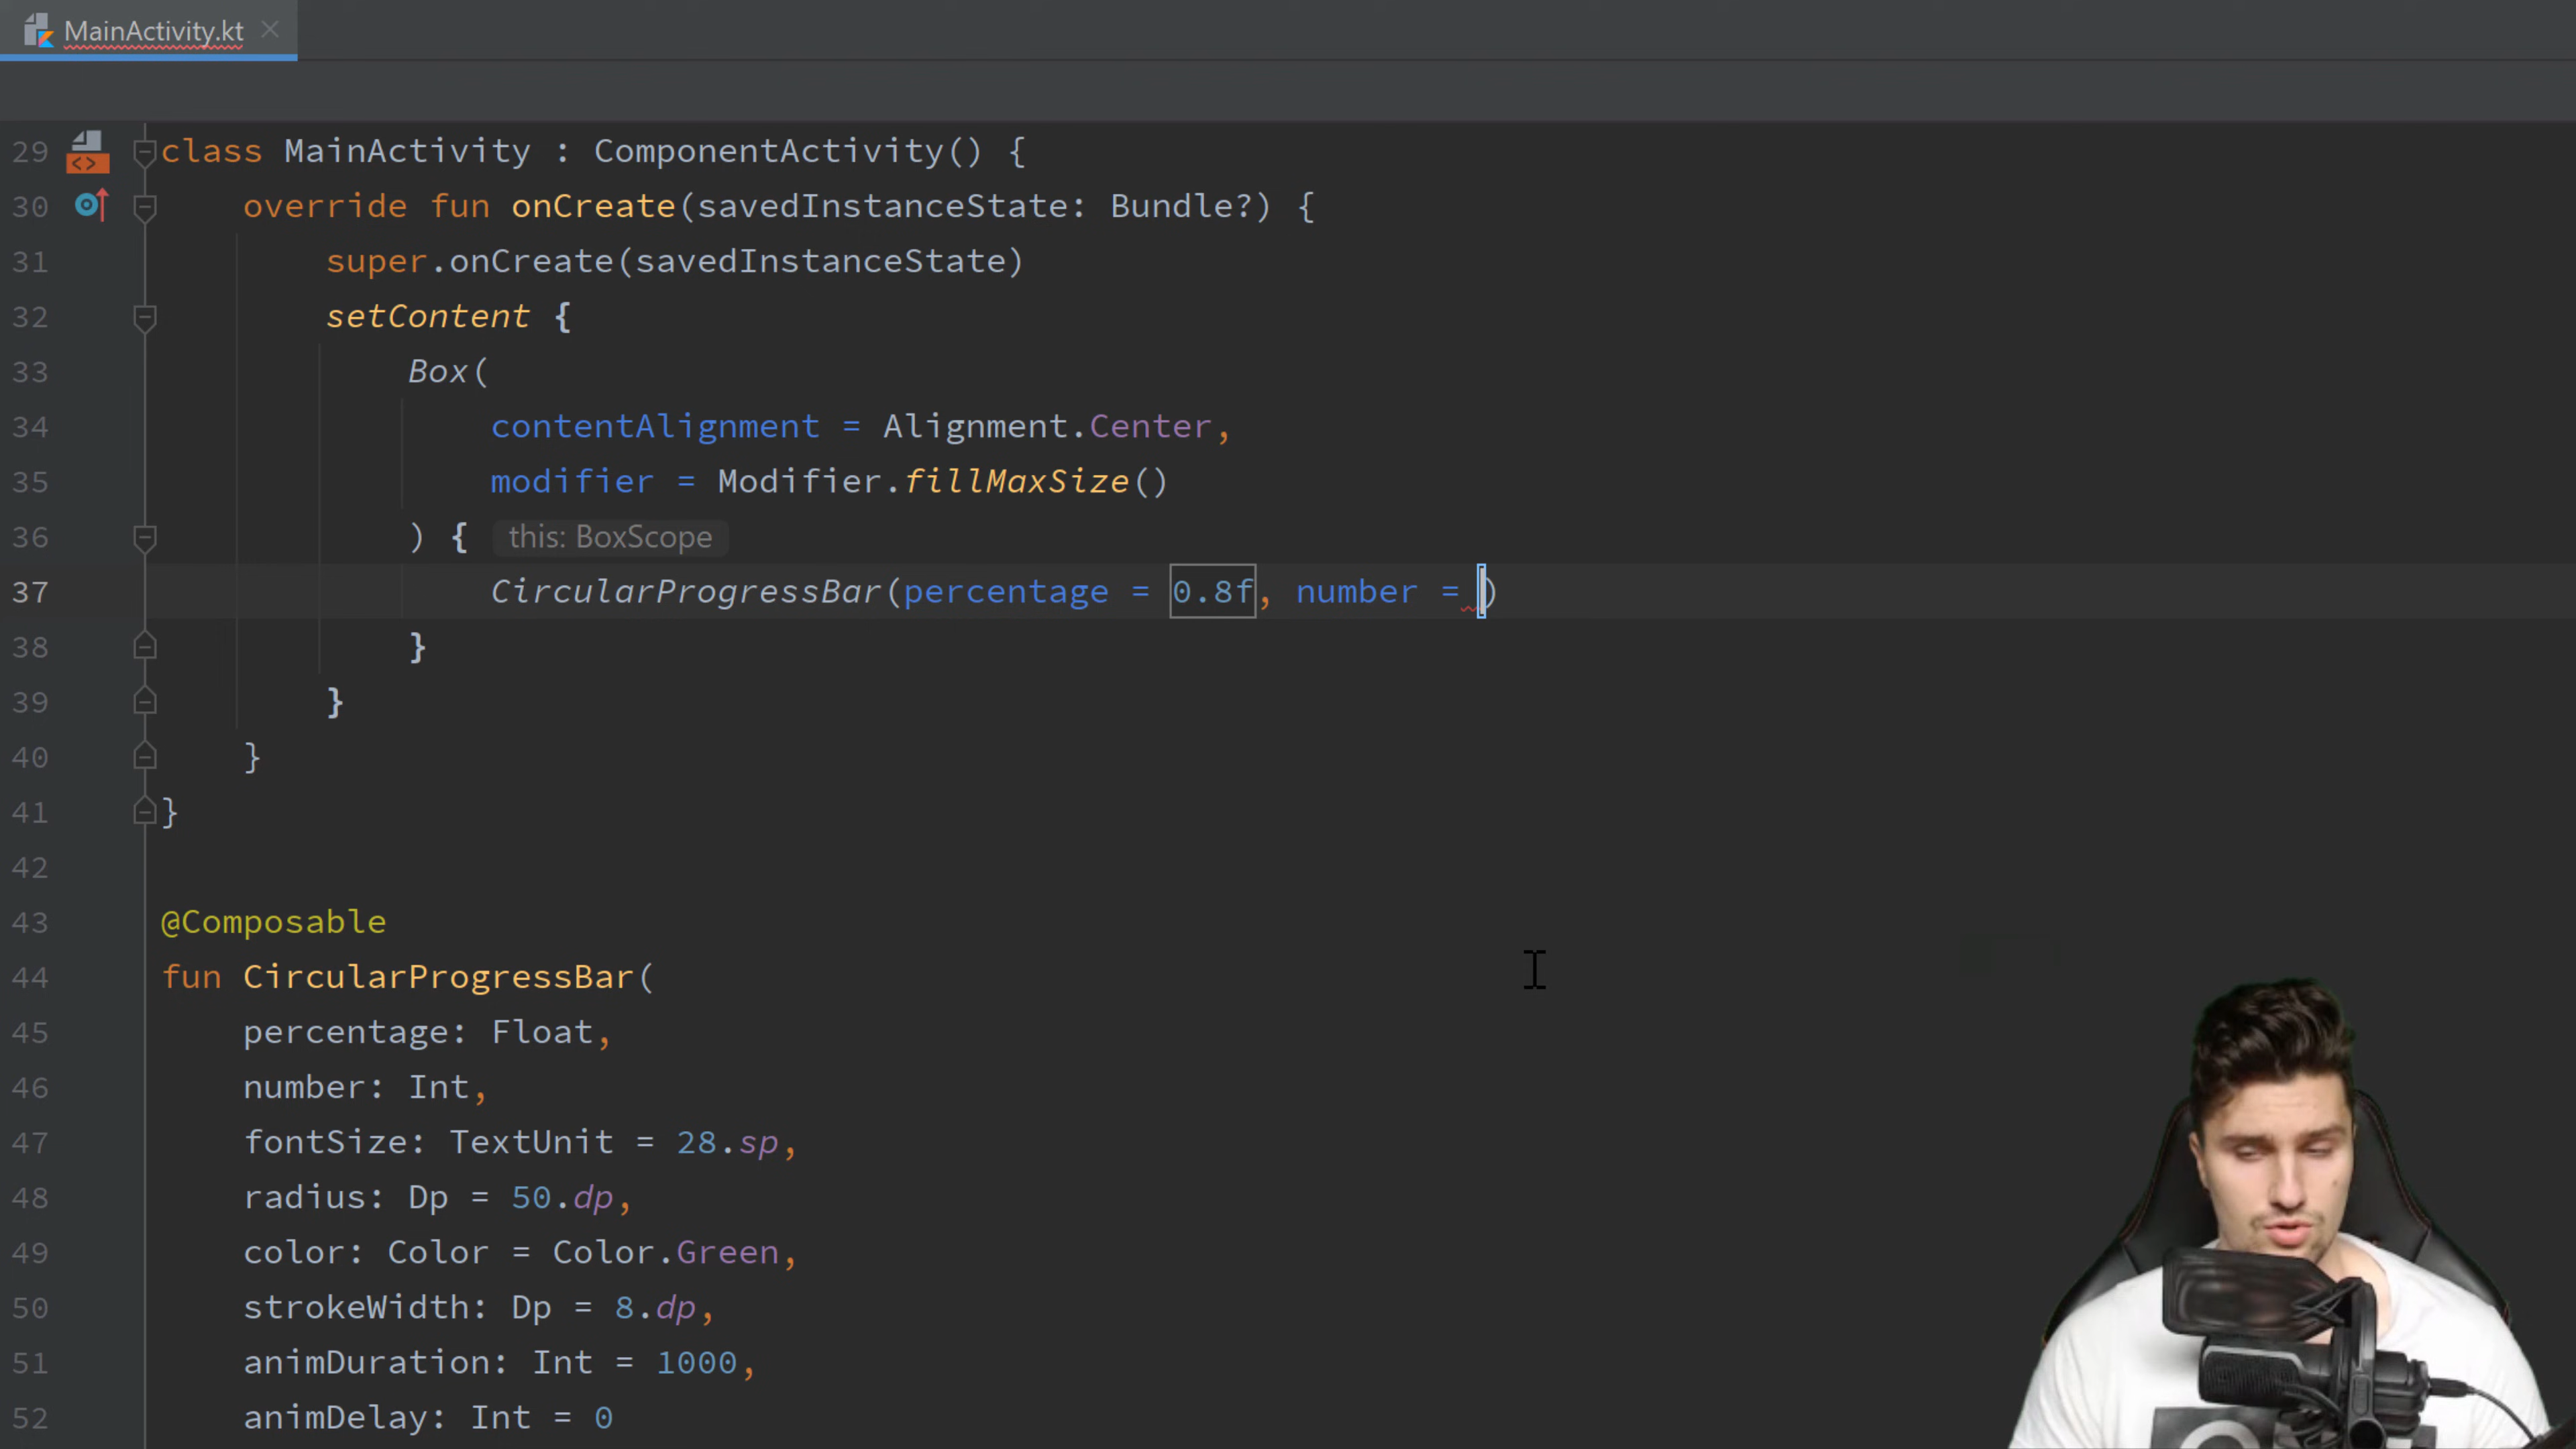 MainActivity.kt
29 class MainActivity : ComponentActivity() {
30 override fun onCreate(savedInstanceState: Bundle?) {
31 super.onCreate(savedInstanceState)
32 setContent {
33 Box(
34 contentAlignment = Alignment.Center,
35 modifier = Modifier.fillMaxSize()
36 ) { this: BoxScope
37 CircularProgressBar(percentage = 0.8f, number = )
38 }
39 }
40 }
41 }
42
43 @Composable
44 fun CircularProgressBar(
45 percentage: Float,
46 number: Int,
47 fontSize: TextUnit = 28.sp,
48 radius: Dp = 50.dp,
49 color: Color = Color.Green,
50 strokeWidth: Dp = 8.dp,
51 animDuration: Int = 1000,
52 animDelay: Int = 0